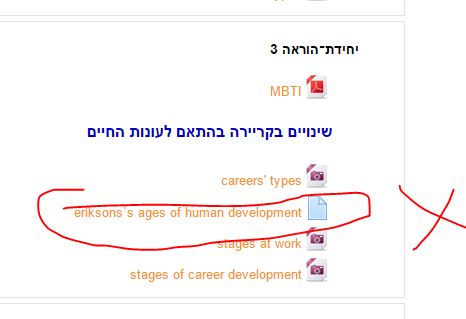 יחידת־הוראה 3
MBTI
שינויים בקריירה בהתאם לעונות החיים
careers' types
eriksons`s ages of human development
stages at work
stages of career development